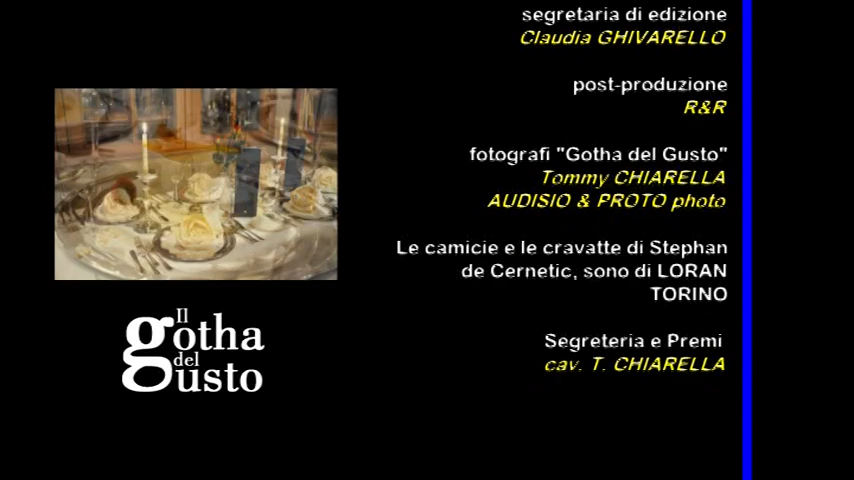 segretaria di edizione
Claudia GHIVARELLO
post-produzione
R&R
fotografi "Gotha del Gusto"
Tommy CHIARELLA
AUDISIO & PROTO photo
Le camicie e le cravatte di Stephan
de Cernetic, sono di LORAN
TORINO
Segreteria e Premi
cav. T. CHIARELLA
Il
gotha
del
gusto